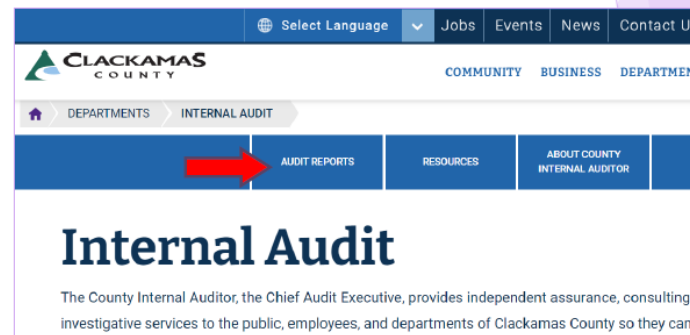 Select Language Jobs Events News Contact U
CLACKAMAS
COUNTY
COMMUNITY BUSINESS DEPARTMEN
DEPARTMENTS INTERNAL AUDIT
AUDIT REPORTS RESOURCES ABOUT COUNTY
INTERNAL AUDITOR
Internal Audit
The County Internal Auditor, the Chief Audit Executive, provides independent assurance, consulting
investigative services to the public, employees, and departments of Clackamas County so they can